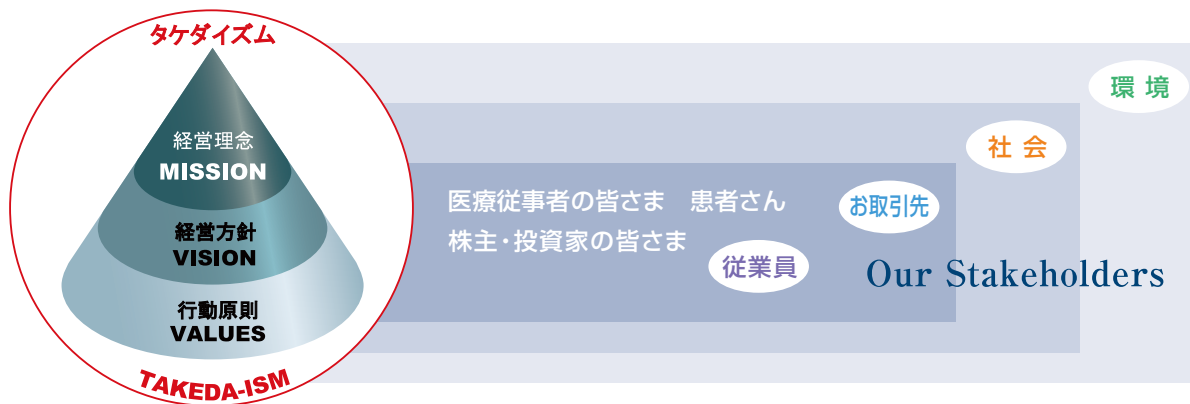 タケダイズム
経営理念
MISSION
経営方針
VISION
行動原則
VALUES
TAKEDA-ISM
医療従事者の皆さま 患者さん
株主・投資家の皆さま
従業員
お取引先
社会
環境
Our Stakeholders